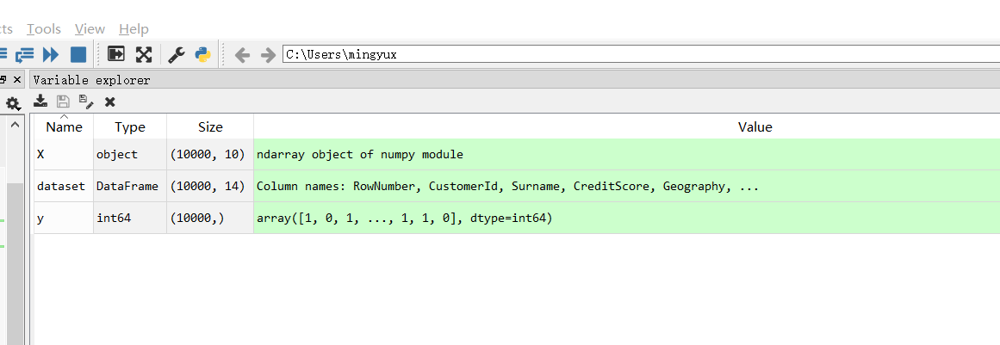 cts Tools View Help
C:\Users\mingyux
Variable explorer
Name Type Size Value
X object (10000, 10) ndarray object of numpy module
dataset DataFrame (10000, 14) Column names: RowNumber, CustomerId, Surname, CreditScore, Geography, ...
y int64 (10000,) array([1, 0, 1, ..., 1, 1, 0], dtype=int64)